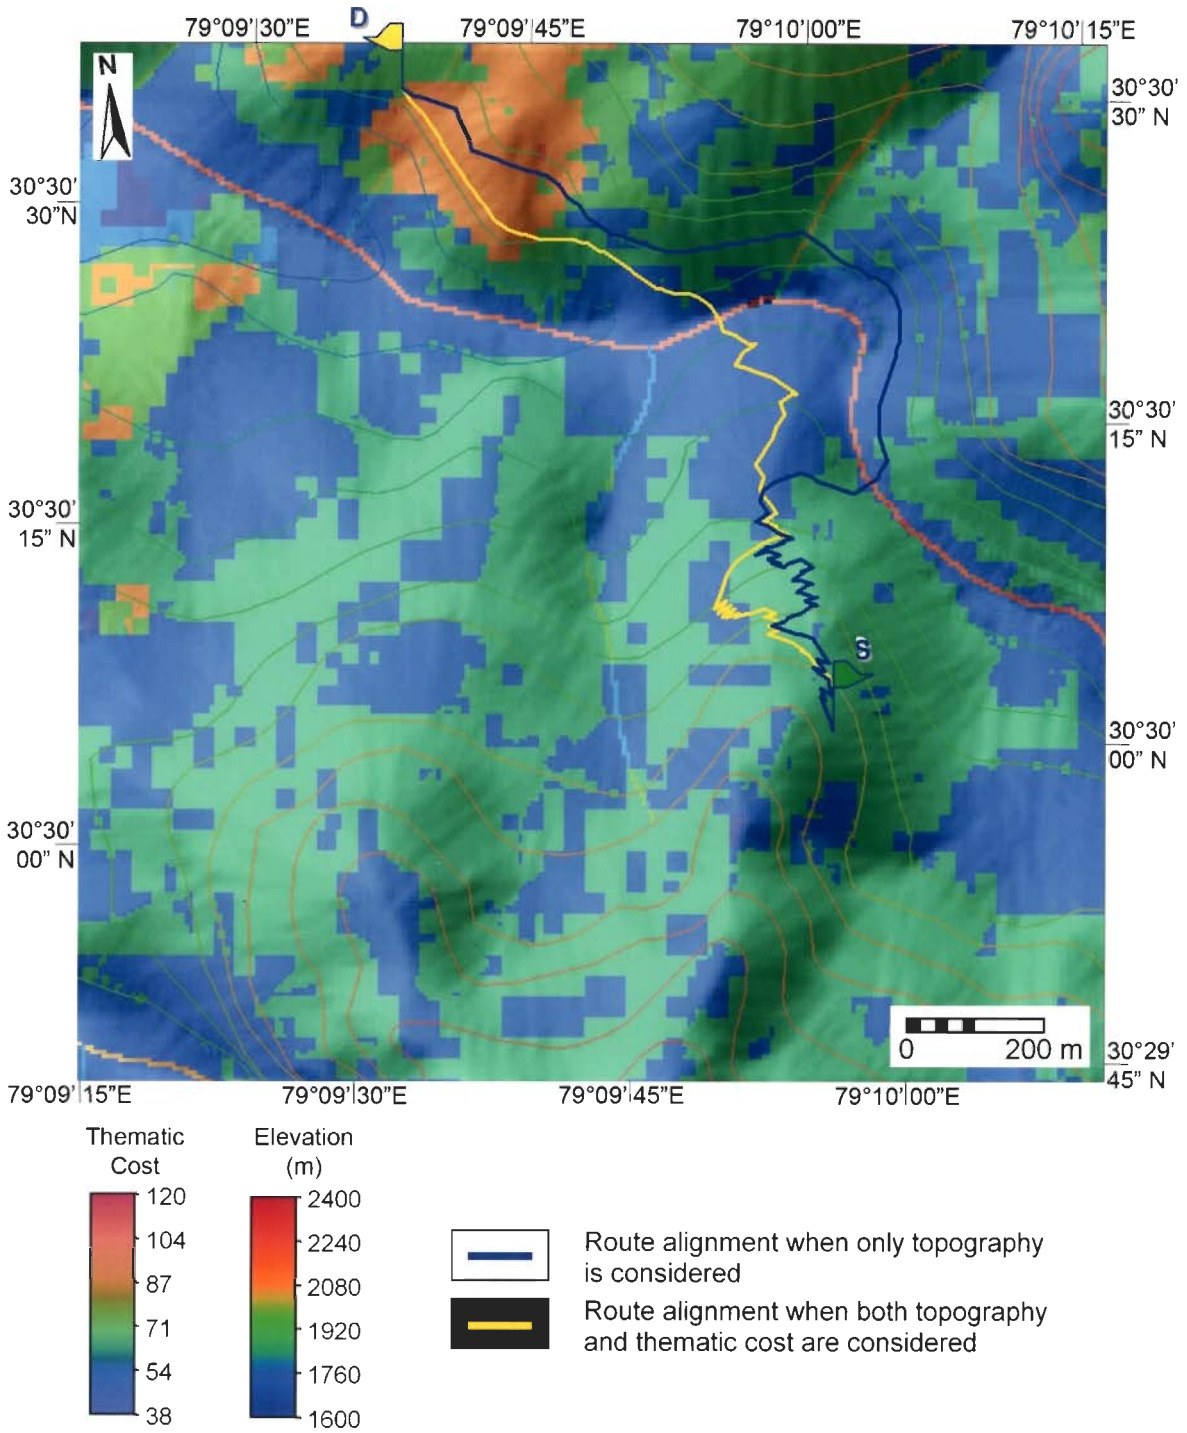 D
79°09'30"E
79°09'45"E
79°10'00"E
79°10'15"E
N
30°30'
30" N
30°30'
30"N
30°30'
15" N
30°30'
15" N
S
30°30'
00" N
30°30'
00" N
0 200 m
30°29'
45" N
79°09'15"E
79°09'30"E
79°09'45"E
79°10'00"E
Thematic
Cost
120
104
87
71
54
38
Elevation
(m)
2400
2240
2080
1920
1760
1600
Route alignment when only topography
is considered
Route alignment when both topography
and thematic cost are considered